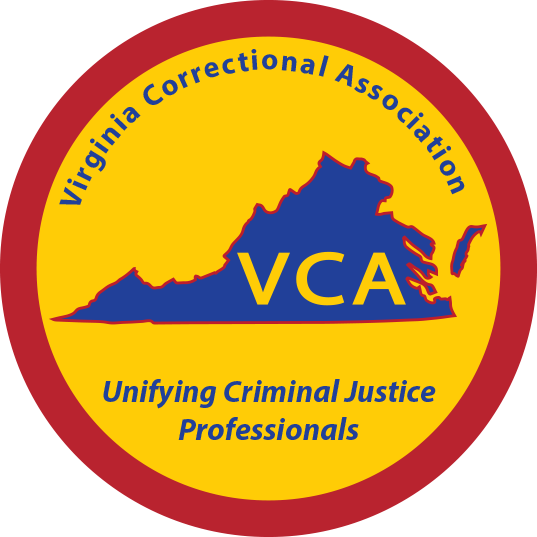 Virginia Correctional Association
VCA
Unifying Criminal Justice
Professionals